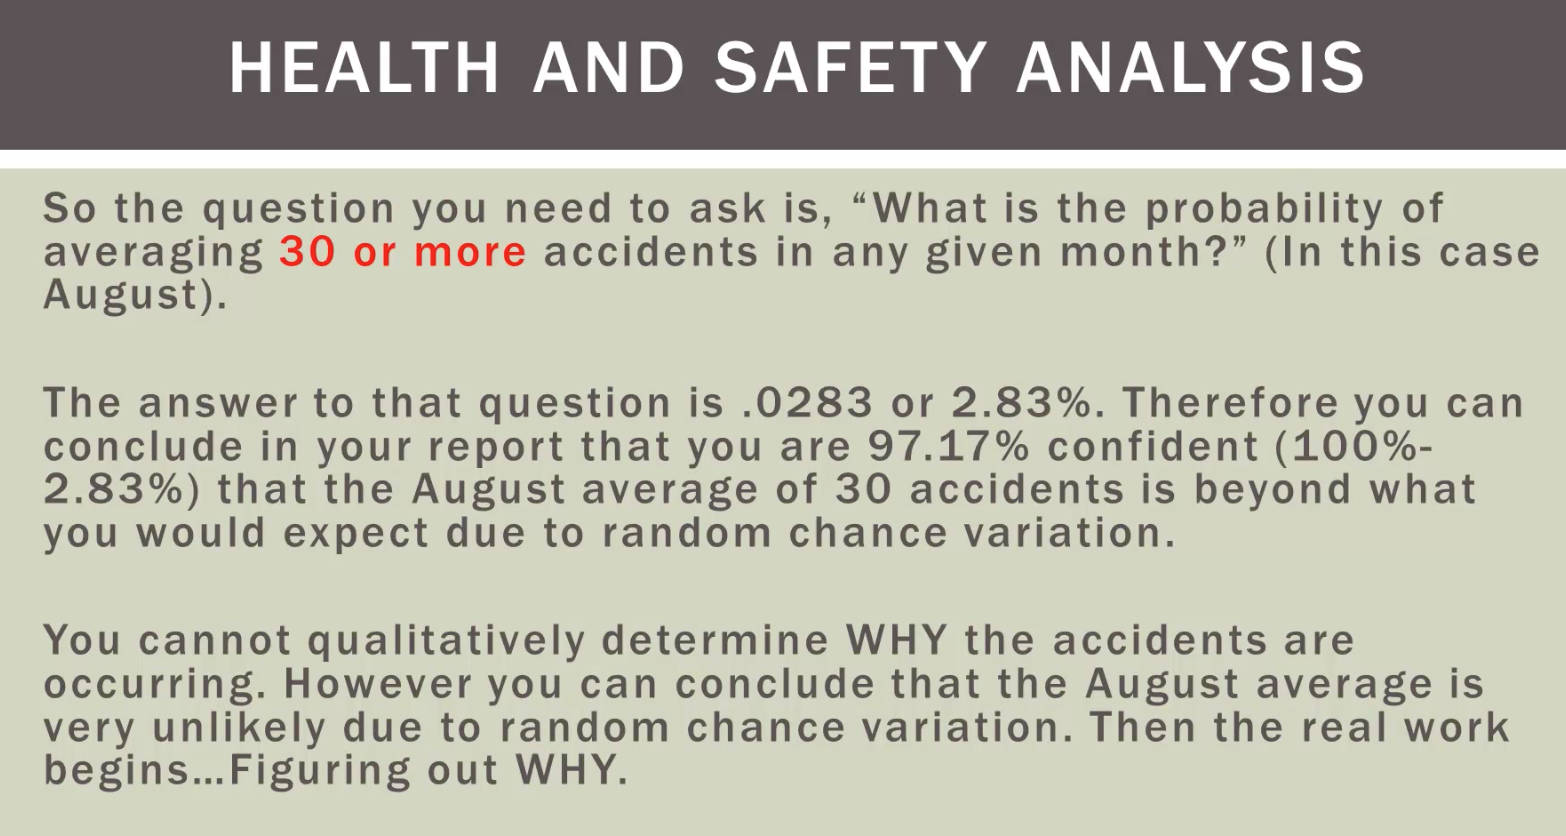 HEALTH AND SAFETY ANALYSIS
So the question you need to ask is, “What is the probability of
averaging 30 or more accidents in any given month?” (In this case
August).
The answer to that question is .0283 or 2.83%. Therefore you can
conclude in your report that you are 97.17% confident (100%-
2.83%) that the August average of 30 accidents is beyond what
you would expect due to random chance variation.
You cannot qualitatively determine WHY the accidents are
occurring. However you can conclude that the August average is
very unlikely due to random chance variation. Then the real work
begins…Figuring out WHY.